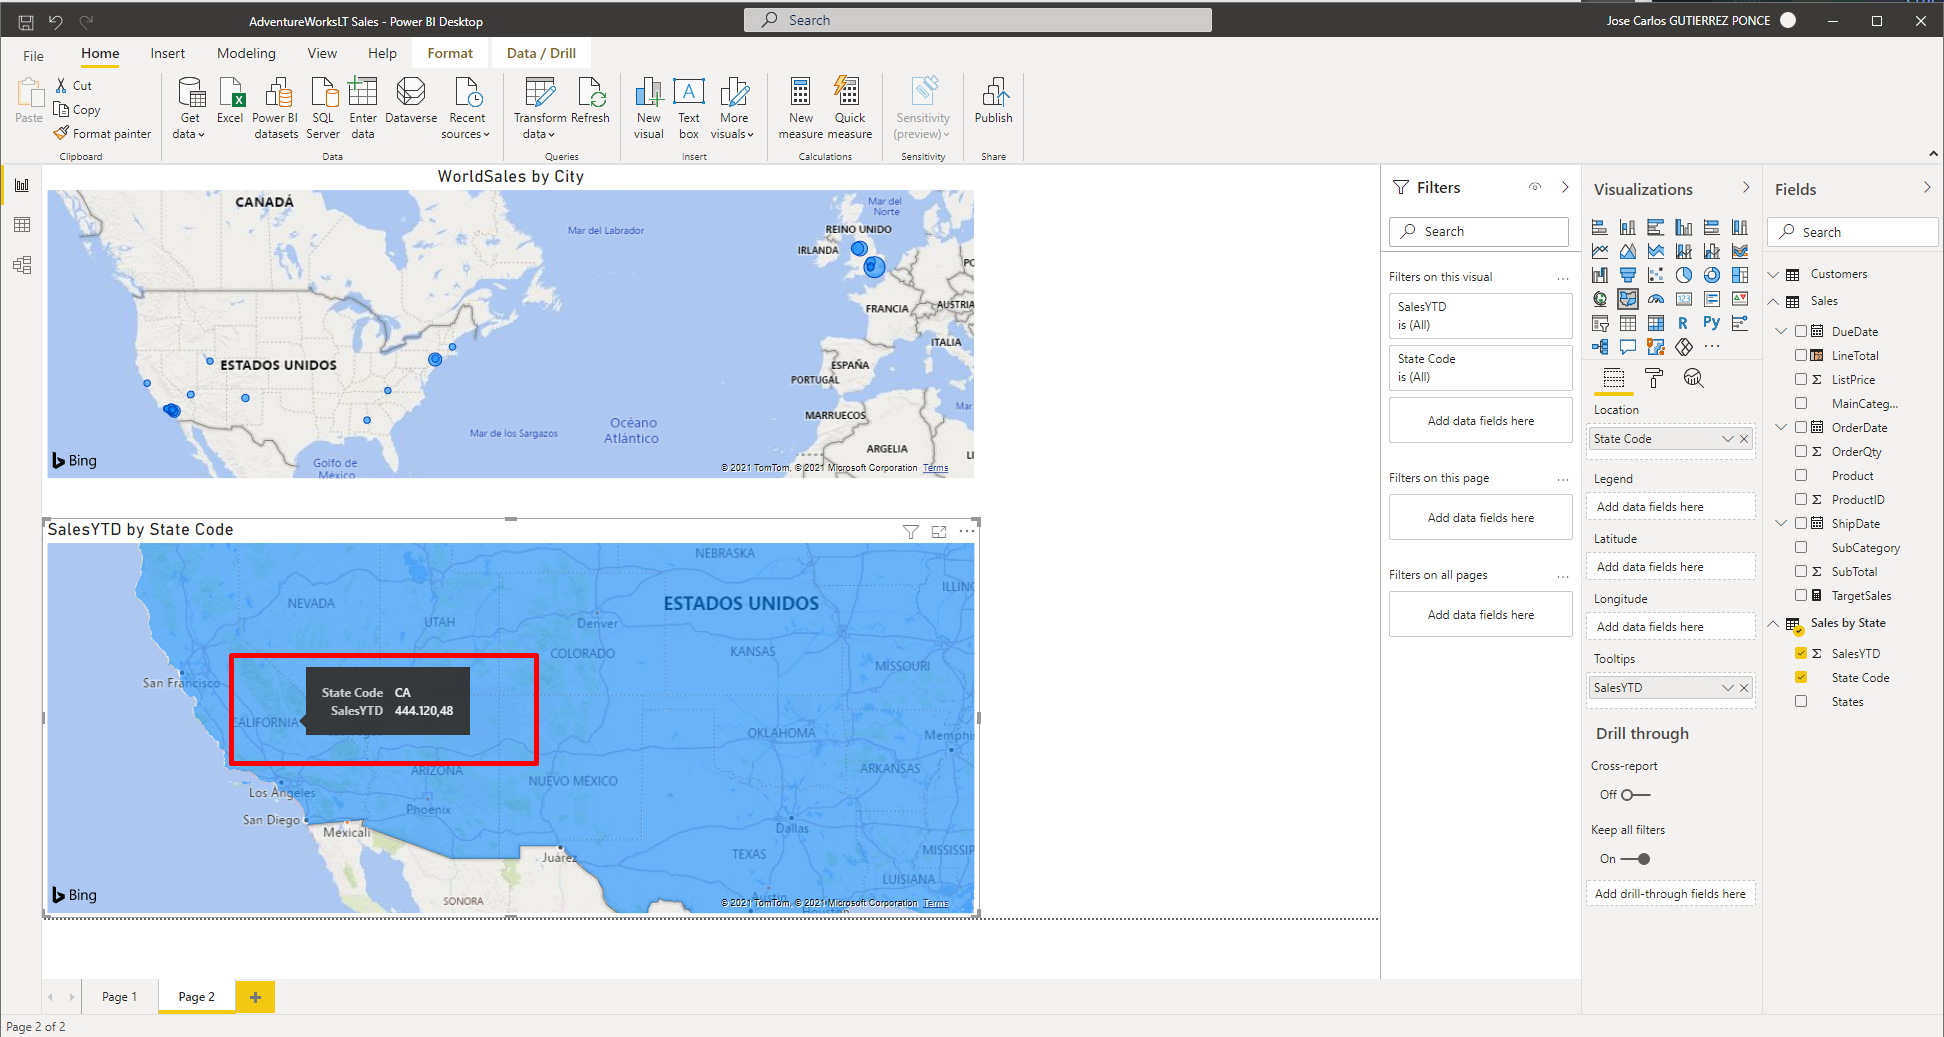 AdventureWorksLT Sales - Power BI Desktop
Search
Jose Carlos GUTIERREZ PONCE
File
Home
Insert
Modeling
View
Help
Format
Data / Drill
Paste
Cut
Copy
Format painter
Clipboard
Get
data
Excel
Power BI
datasets
SQL
Server
Enter
data
Dataverse
Recent
sources
Data
Transform
data
Refresh
Queries
New
visual
Text
box
More
visuals
Insert
New
measure
Quick
measure
Calculations
Sensitivity
(preview)
Sensitivity
Publish
Share
WorldSales by City
CANADÁ
Mar del Labrador
Mar del
Norte
REINO UNIDO
IRLANDA
FRANCIA
AUSTRIA
ITALIA
ESPAÑA
PORTUGAL
ESTADOS UNIDOS
Océano
Atlántico
Mar de los Sargazos
MARRUECOS
Mar
ARGELIA
LI
Golfo de
México
Bing
© 2021 TomTom, © 2021 Microsoft Corporation Terms
SalesYTD by State Code
NEBRASKA
ILLIN
NEVADA
ESTADOS UNIDOS
UTAH
Denver
COLORADO
KANSAS
MISSOURI
San Francisco
State Code CA
SalesYTD 444.120,48
CALIFORNIA
OKLAHOMA
Memphis
ARIZONA
NUEVO MÉXICO
ARKANSAS
Los Ángeles
Phoenix
San Diego
Mexicali
Dallas
Juárez
TEXAS
MISSISSIP
LUISIANA
Austin
Houston
SONORA
Bing
© 2021 TomTom, © 2021 Microsoft Corporation Terms
Filters
Search
Filters on this visual
...
SalesYTD
is (All)
State Code
is (All)
Add data fields here
Filters on this page
...
Add data fields here
Filters on all pages
...
Add data fields here
Visualizations
123
R
Py
...
Location
State Code
Legend
Add data fields here
Latitude
Add data fields here
Longitude
Add data fields here
Tooltips
SalesYTD
Drill through
Cross-report
Off
Keep all filters
On
Add drill-through fields here
Fields
Search
Customers
Sales
DueDate
LineTotal
Σ ListPrice
MainCateg...
OrderDate
Σ OrderQty
Product
Σ ProductID
ShipDate
SubCategory
Σ SubTotal
TargetSales
Sales by State
Σ SalesYTD
State Code
States
Page 1
Page 2
+
Page 2 of 2